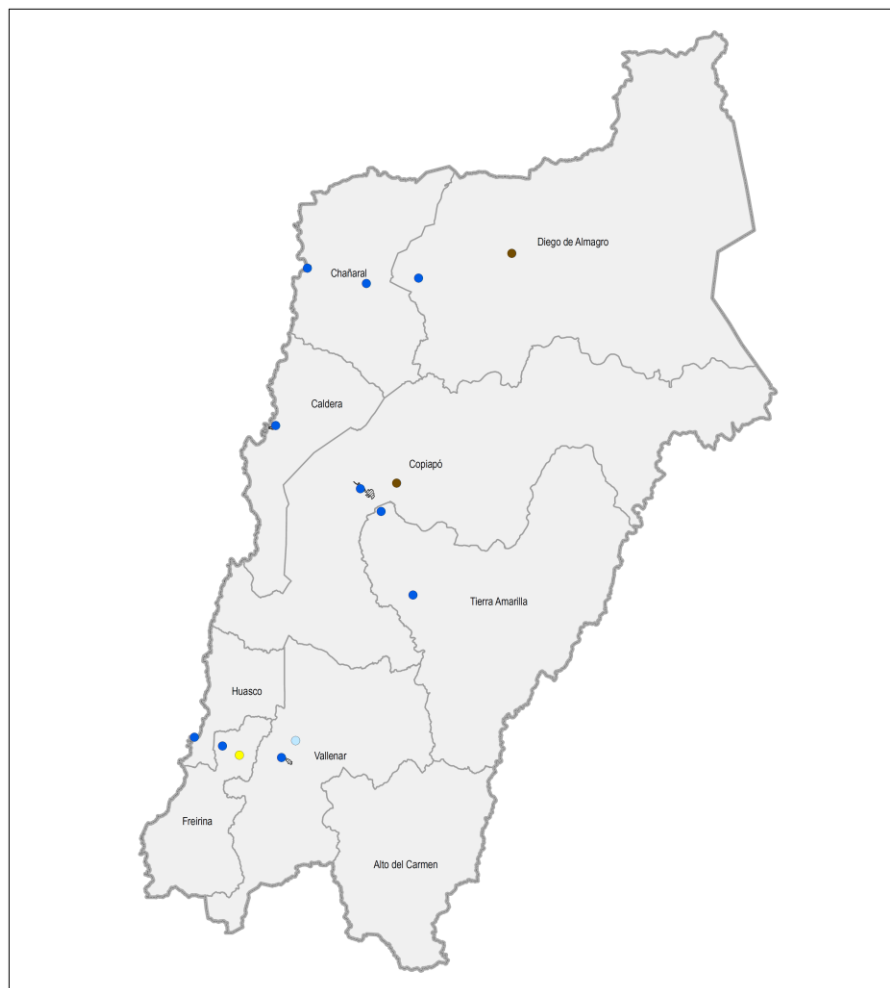 Diego de Almagro
Chañaral
Caldera
Copiapó
Tierra Amarilla
Huasco
Vallenar
Freirina
Alto del Carmen